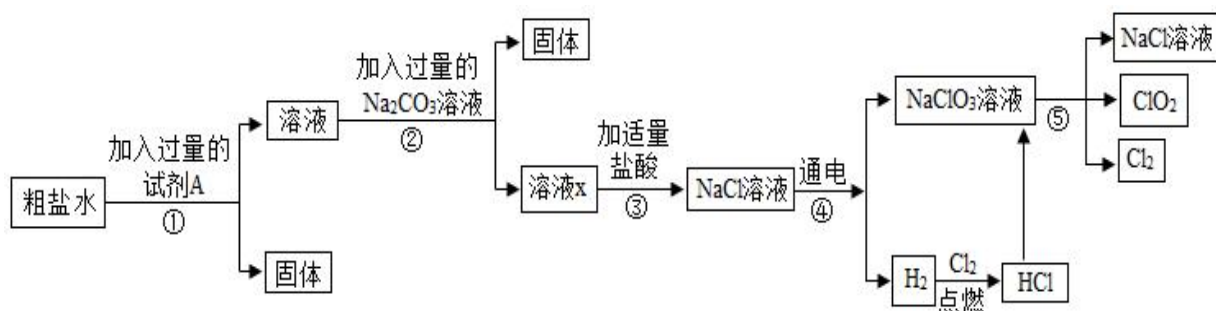 粗盐水
加入过量的
试剂A
①
溶液
固体
加入过量的
Na₂CO₃溶液
②
固体
溶液x
加适量
盐酸
③
NaCl溶液
通电
④
NaClO₃溶液
H₂
Cl₂
点燃
HCl
⑤
NaCl溶液
ClO₂
Cl₂